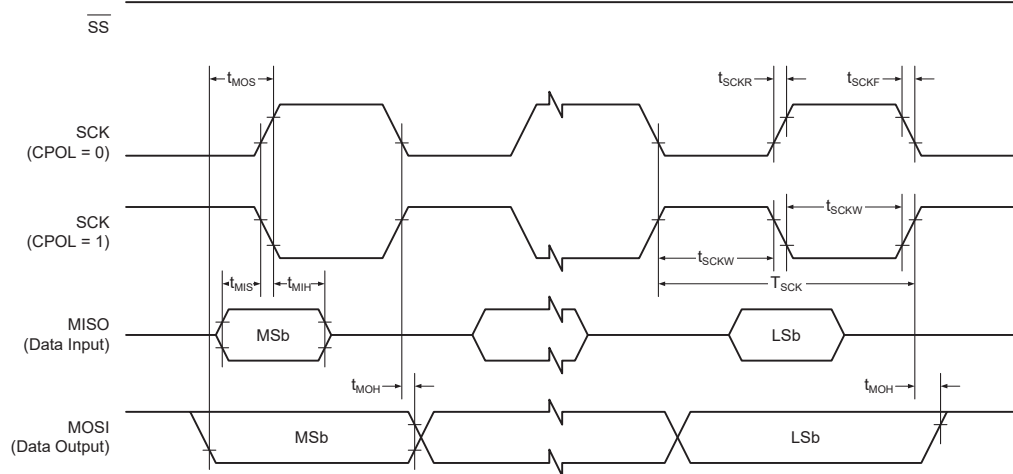 SS
tMOS
tSCKR
tSCKF
SCK
(CPOL = 0)
SCK
(CPOL = 1)
tSCKW
tSCKW
TSCK
tMIS
tMIH
MISO
(Data Input)
MSb
LSb
tMOH
tMOH
MOSI
(Data Output)
MSb
LSb